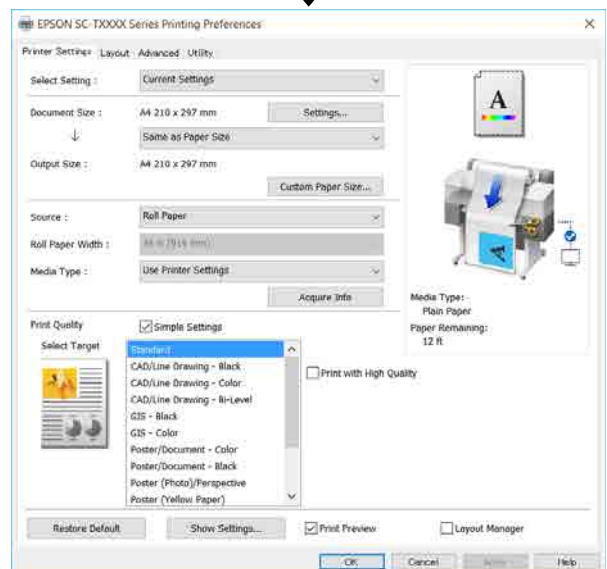 EPSON SC-TXXXX Series Printing Preferences
Printer Settings Layout Advanced Utility
Select Setting : Current Settings
Document Size : A4 210 x 297 mm Settings...
Same as Paper Size
Output Size : A4 210 x 297 mm
Custom Paper Size...
Source : Roll Paper
Roll Paper Width :
Media Type : Use Printer Settings
Acquire Info
A
Media Type:
Plain Paper
Paper Remaining:
12 ft
Print Quality Simple Settings
Select Target
Standard
CAD/Line Drawing - Black
CAD/Line Drawing - Color
CAD/Line Drawing - Bi-Level
GIS - Black
GIS - Color
Poster/Document - Color
Poster/Document - Black
Poster (Photo)/Perspective
Poster (Yellow Paper)
Print with High Quality
Restore Default Show Settings... Print Preview Layout Manager
OK Cancel Help